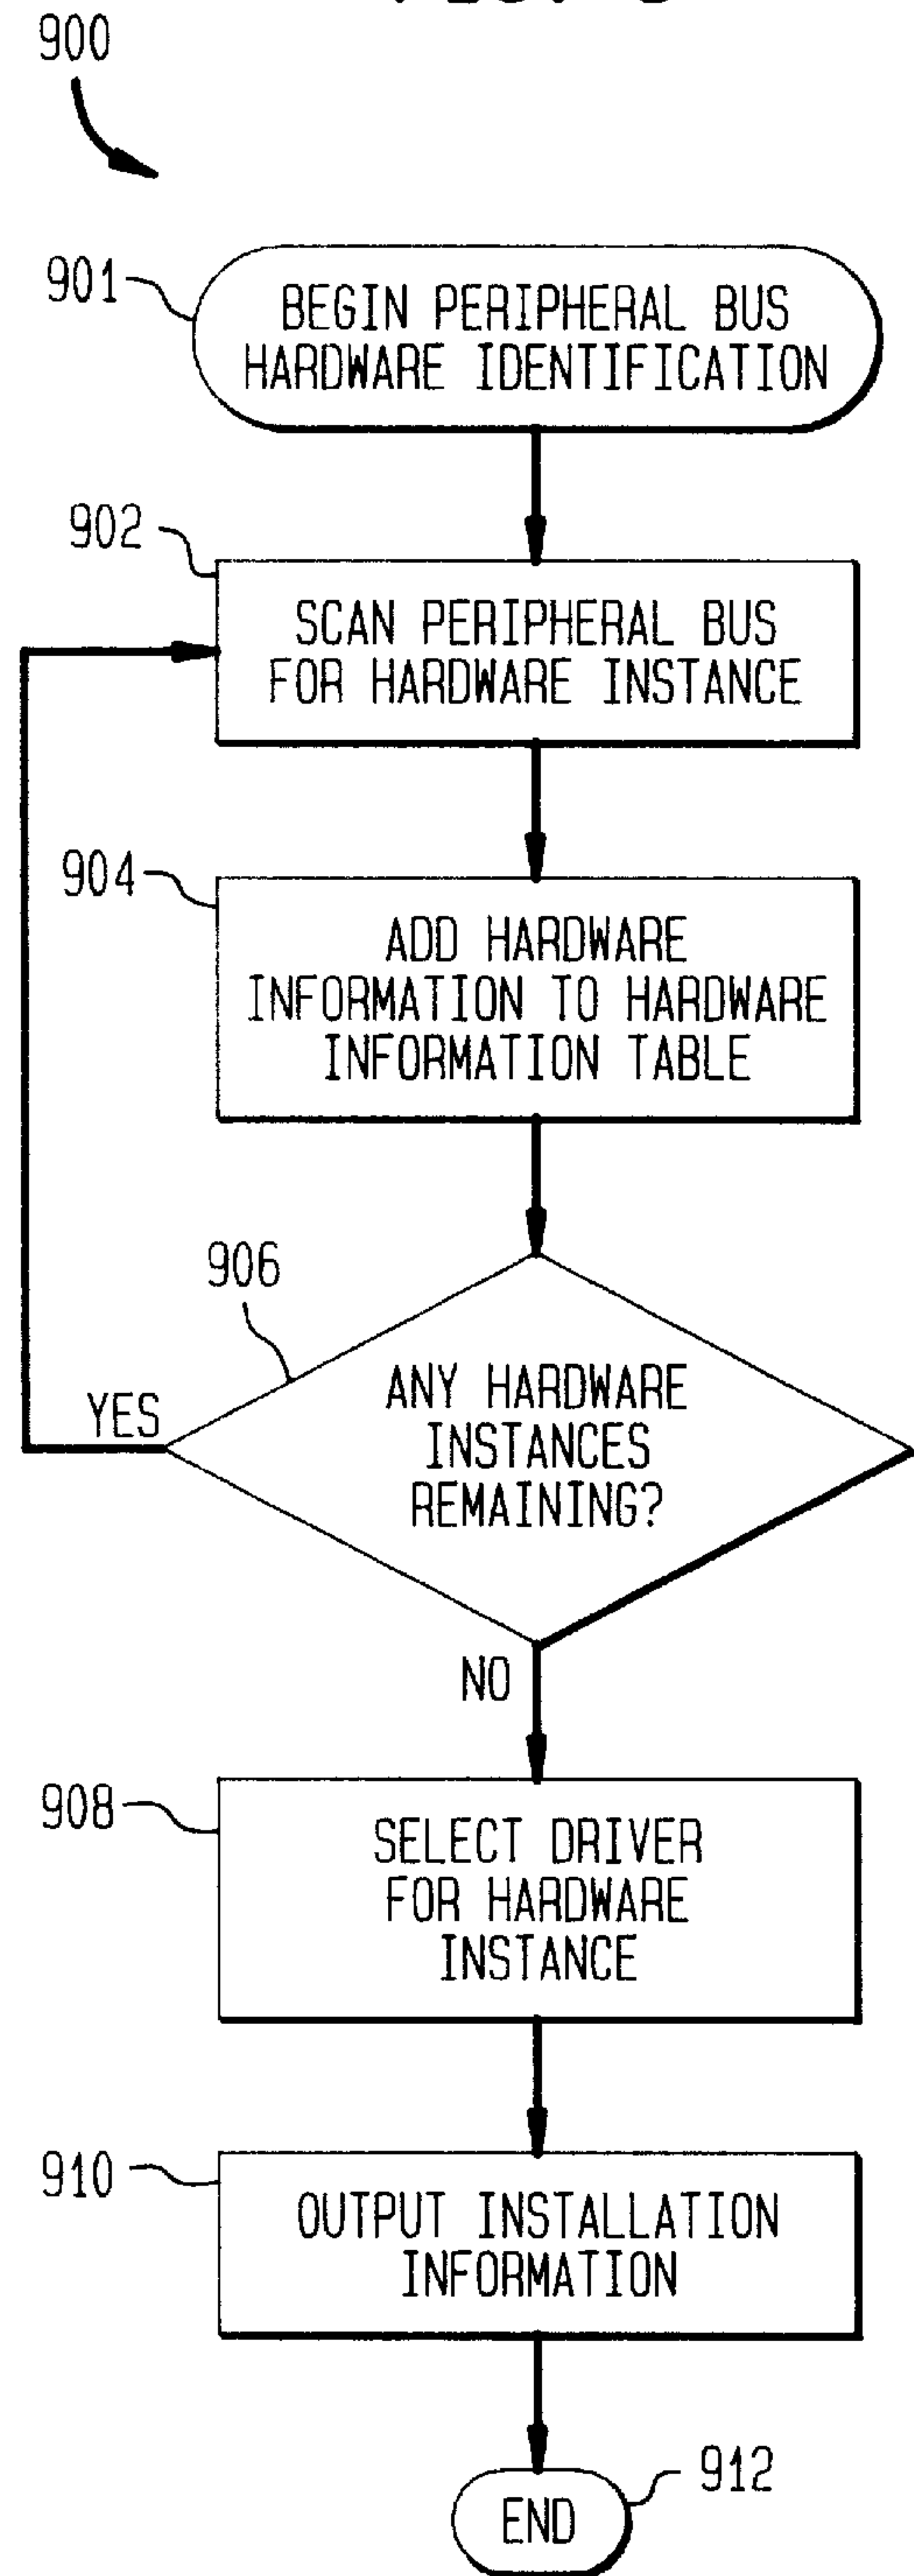 900
901
BEGIN PERIPHERAL BUS
HARDWARE IDENTIFICATION
902
SCAN PERIPHERAL BUS
FOR HARDWARE INSTANCE
904
ADD HARDWARE
INFORMATION TO HARDWARE
INFORMATION TABLE
906
YES
ANY HARDWARE
INSTANCES
REMAINING?
NO
908
SELECT DRIVER
FOR HARDWARE
INSTANCE
910
OUTPUT INSTALLATION
INFORMATION
912
END